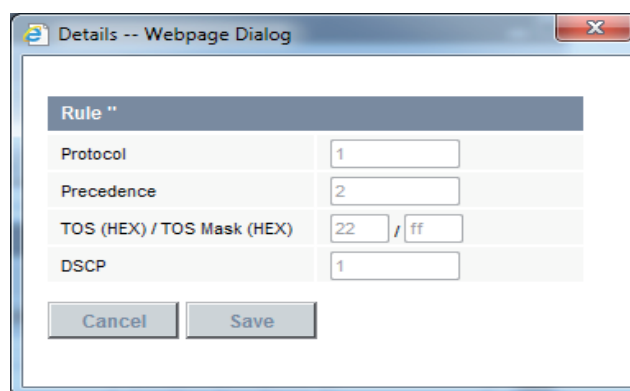 Details -- Webpage Dialog
Rule "
Protocol 1
Precedence 2
TOS (HEX) / TOS Mask (HEX) 22 / ff
DSCP 1
Cancel Save